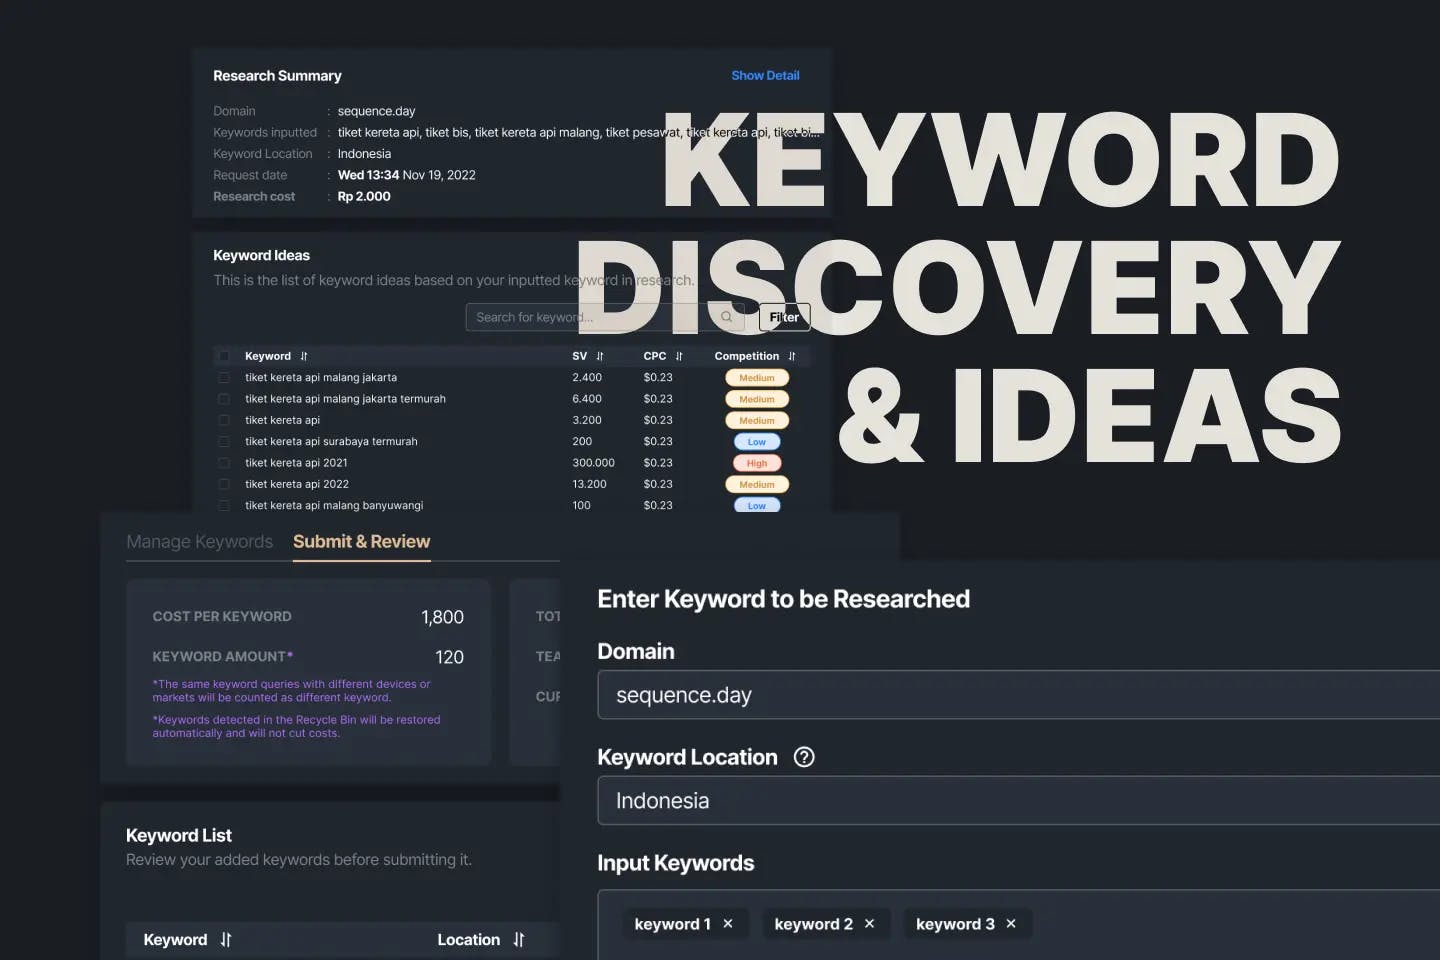 Research Summary Show Detail
Domain : sequence.day
Keywords inputted : tiket kereta api, tiket bis, tiket kereta api malang, tiket pesawat, tiket kereta api, tiket bi...
Keyword Location : Indonesia
Request date : Wed 13:34 Nov 19, 2022
Research cost : Rp 2.000
KEYWORD
DISCOVERY
& IDEAS
Keyword Ideas
This is the list of keyword ideas based on your inputted keyword in research.
Search for keyword... Filter
Keyword SV CPC Competition
tiket kereta api malang jakarta 2.400 $0.23 Medium
tiket kereta api malang jakarta termurah 6.400 $0.23 Medium
tiket kereta api 3.200 $0.23 Medium
tiket kereta api surabaya termurah 200 $0.23 Low
tiket kereta api 2021 300.000 $0.23 High
tiket kereta api 2022 13.200 $0.23 Medium
tiket kereta api malang banyuwangi 100 $0.23 Low
Manage Keywords Submit & Review
COST PER KEYWORD 1,800
KEYWORD AMOUNT* 120
*The same keyword queries with different devices or
markets will be counted as different keyword.
*Keywords detected in the Recycle Bin will be restored
automatically and will not cut costs.
TOT
TEA
CUR
Keyword List
Review your added keywords before submitting it.
Keyword Location
Enter Keyword to be Researched
Domain
sequence.day
Keyword Location ?
Indonesia
Input Keywords
keyword 1 × keyword 2 × keyword 3 ×